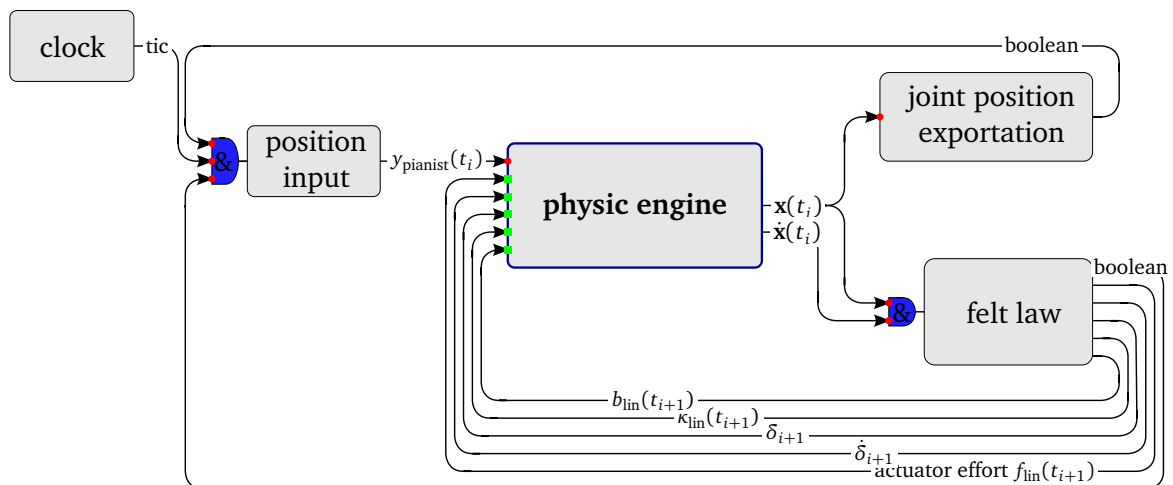 clock
tic
boolean
joint position
exportation
&
position
input
y_pianist(t_i)
physic engine
x(t_i)
ẋ(t_i)
boolean
&
felt law
b_lin(t_{i+1})
κ_lin(t_{i+1})
δ_{i+1}
δ̇_{i+1}
actuator effort f_lin(t_{i+1})